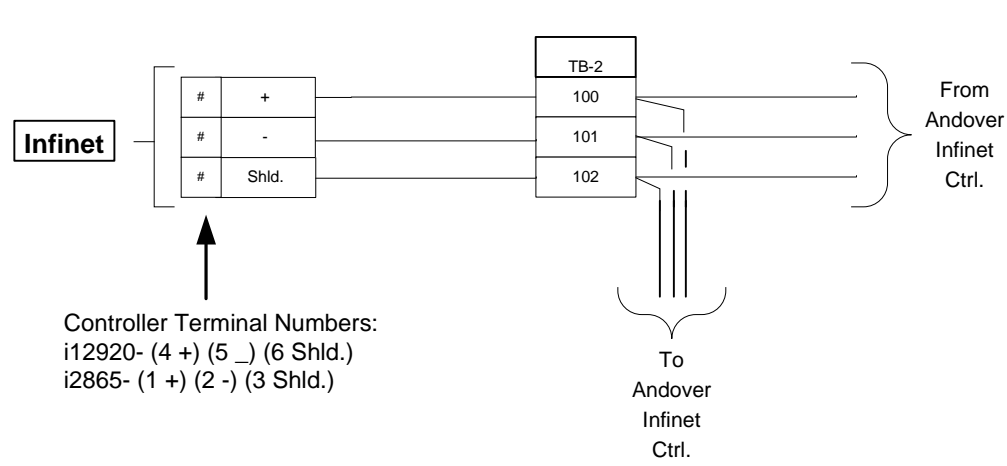 TB-2
# + 100
# - 101
# Shld. 102
Infinet
From
Andover
Infinet
Ctrl.
Controller Terminal Numbers:
i12920- (4 +) (5 _) (6 Shld.)
i2865- (1 +) (2 -) (3 Shld.)
To
Andover
Infinet
Ctrl.